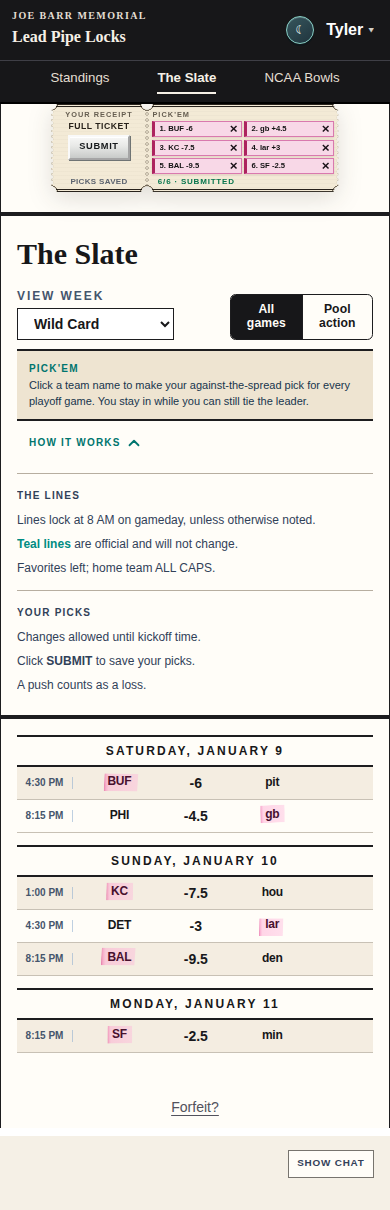 JOE BARR MEMORIAL
Lead Pipe Locks
Tyler
Standings
The Slate
NCAA Bowls
YOUR RECEIPT
FULL TICKET
SUBMIT
PICKS SAVED
PICK'EM
1. BUF -6 ✕
2. gb +4.5 ✕
3. KC -7.5 ✕
4. lar +3 ✕
5. BAL -9.5 ✕
6. SF -2.5 ✕
6/6 · SUBMITTED
The Slate
VIEW WEEK
Wild Card
All games
Pool action
PICK'EM
Click a team name to make your against-the-spread pick for every
playoff game. You stay in while you can still tie the leader.
HOW IT WORKS
THE LINES
Lines lock at 8 AM on gameday, unless otherwise noted.
Teal lines are official and will not change.
Favorites left; home team ALL CAPS.
YOUR PICKS
Changes allowed until kickoff time.
Click SUBMIT to save your picks.
A push counts as a loss.
SATURDAY, JANUARY 9
4:30 PM BUF -6 pit
8:15 PM PHI -4.5 gb
SUNDAY, JANUARY 10
1:00 PM KC -7.5 hou
4:30 PM DET -3 lar
8:15 PM BAL -9.5 den
MONDAY, JANUARY 11
8:15 PM SF -2.5 min
Forfeit?
SHOW CHAT